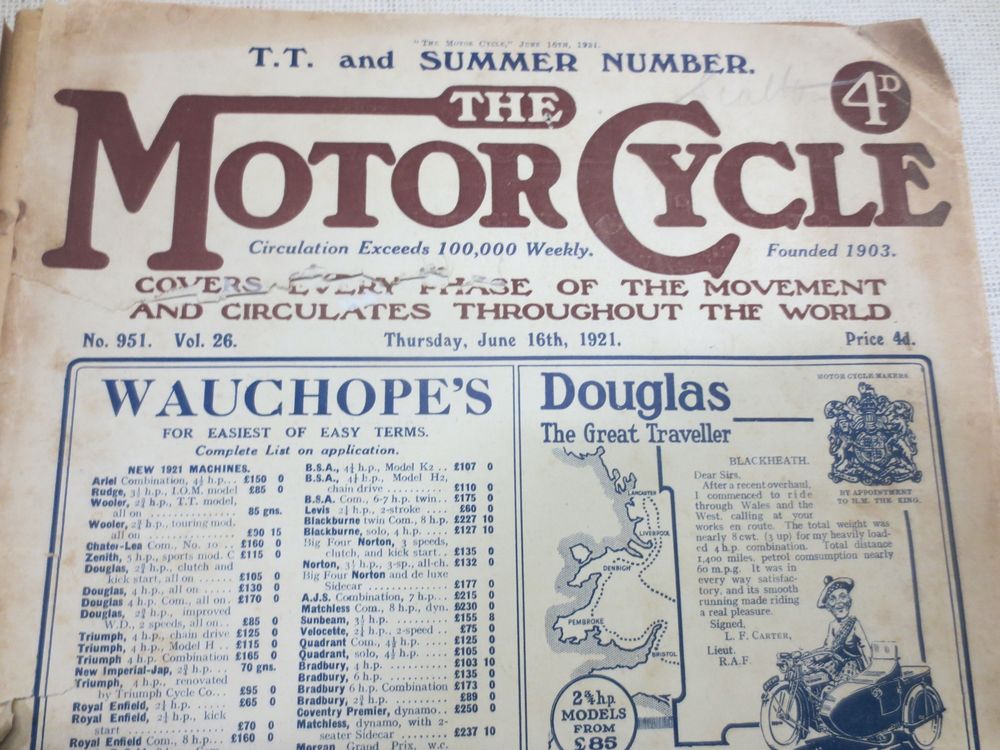 "The Motor Cycle," June 16th, 1921.
T.T. and SUMMER NUMBER.
4D
THE
MOTOR CYCLE
Circulation Exceeds 100,000 Weekly.
Founded 1903.
COVERS EVERY PHASE OF THE MOVEMENT
AND CIRCULATES THROUGHOUT THE WORLD
No. 951. Vol. 26.
Thursday, June 16th, 1921.
Price 4d.
WAUCHOPE'S
FOR EASIEST OF EASY TERMS.
Complete List on application.
NEW 1921 MACHINES.
Ariel Combination, 4½ h.p... £150 0
Rudge, 3½ h.p., I.O.M. model £85 0
Wooler, 2¾ h.p., T.T. model,
all on .............. 85 gns.
Wooler, 2¾ h.p., touring mod.
all on .............. £90 15
Chater-Lea Com., No. 10 .. £160 0
Zenith, 5 h.p., sports mod. C £115 0
Douglas, 2¾ h.p., clutch and
kick start, all on ...... £105 0
Douglas, 4 h.p., all on .... £130 0
Douglas 4 h.p. Com., all on. £170 0
Douglas, 2¾ h.p., improved
W.D., 2 speeds, all on .. £85 0
Triumph, 4 h.p., chain drive £125 0
Triumph, 4 h.p., Model H .. £115 0
Triumph 4 h.p. Combination £165 0
New Imperial-Jap, 2¾ h.p. 70 gns.
Triumph, 4 h.p., renovated
by Triumph Cycle Co... £95 0
Royal Enfield, 2¼ h.p. .... £65 0
Royal Enfield, 2¼ h.p., kick
start .............. £70 0
Royal Enfield Com, 8 h.p... £160 0
B.S.A., 4¼ h.p., Model K2 .. £107 0
B.S.A., 4¼ h.p., Model H2,
chain drive .......... £110 0
B.S.A. Com., 6-7 h.p. twin.. £175 0
Levis 2¼ h.p., 2-stroke .... £60 0
Blackburne twin Com., 8 h.p. £227 10
Blackburne, solo, 4 h.p. .... £127 10
Big Four Norton, 3 speeds,
clutch, and kick start.. £135 0
Norton, 3½ h.p., 3-sp., all-ch. £132 0
Big Four Norton and de luxe
Sidecar .............. £177 0
A.J.S. Combination, 7 h.p... £215 0
Matchless Com., 8 h.p., dyn. £230 0
Sunbeam, 3½ h.p. .......... £155 8
Velocette, 2¼ h.p., 2-speed .. £75 0
Quadrant Com., 4½ h.p. .... £125 0
Quadrant, solo, 4½ h.p. .... £105 0
Bradbury, 4 h.p. .......... £103 10
Bradbury, 6 h.p. .......... £135 0
Bradbury 6 h.p. Combination £173 0
Bradbury, 2¾ h.p. .......... £89 0
Coventry Premier, dynamo.. £250 0
Matchless, dynamo, with 2-
seater Sidecar .......... £237 10
Morgan Grand Prix, w.c.
Douglas
The Great Traveller
MOTOR CYCLE MAKERS
BY APPOINTMENT
TO H.M. THE KING.
LANCASTER
LIVERPOOL
DENBIGH
PEMBROKE
BRISTOL
BLACKHEATH.
Dear Sirs,
After a recent overhaul,
I commenced to ride
through Wales and the
West, calling at your
works en route. The total weight was
nearly 8 cwt. (3 up) for my heavily load-
ed 4 h.p. combination. Total distance
1,400 miles, petrol consumption nearly
60 m.p.g. It was in
every way satisfac-
tory, and its smooth
running made riding
a real pleasure.
Signed,
L. F. CARTER,
Lieut.
R.A.F.
2¾ h.p.
MODELS
FROM
£85